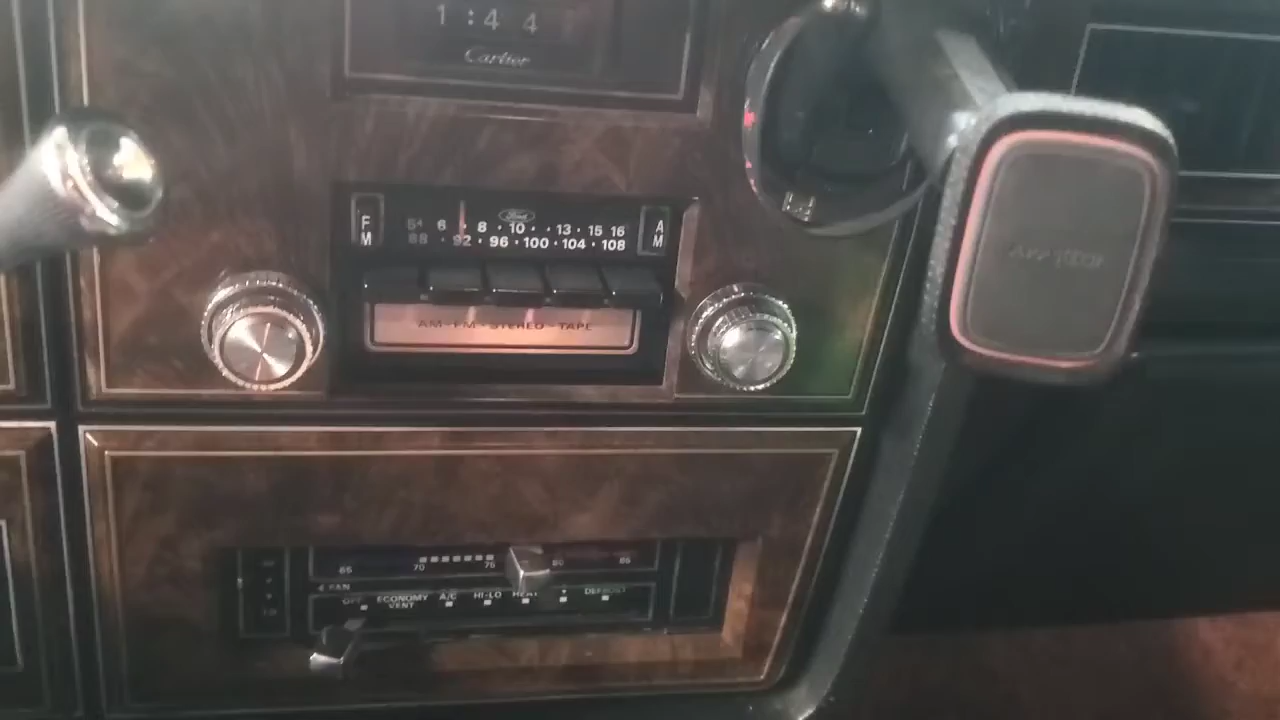 1:44
Cartier
FM
54 6 8 · 10 · · 13 · 15 16
Ford
AM
88 · 92 · 96 · 100 · 104 · 108
AM-FM-STEREO-TAPE
65 70 75 80 85
FAN
OFF ECONOMY VENT A/C HI-LO HEAT DEFROST